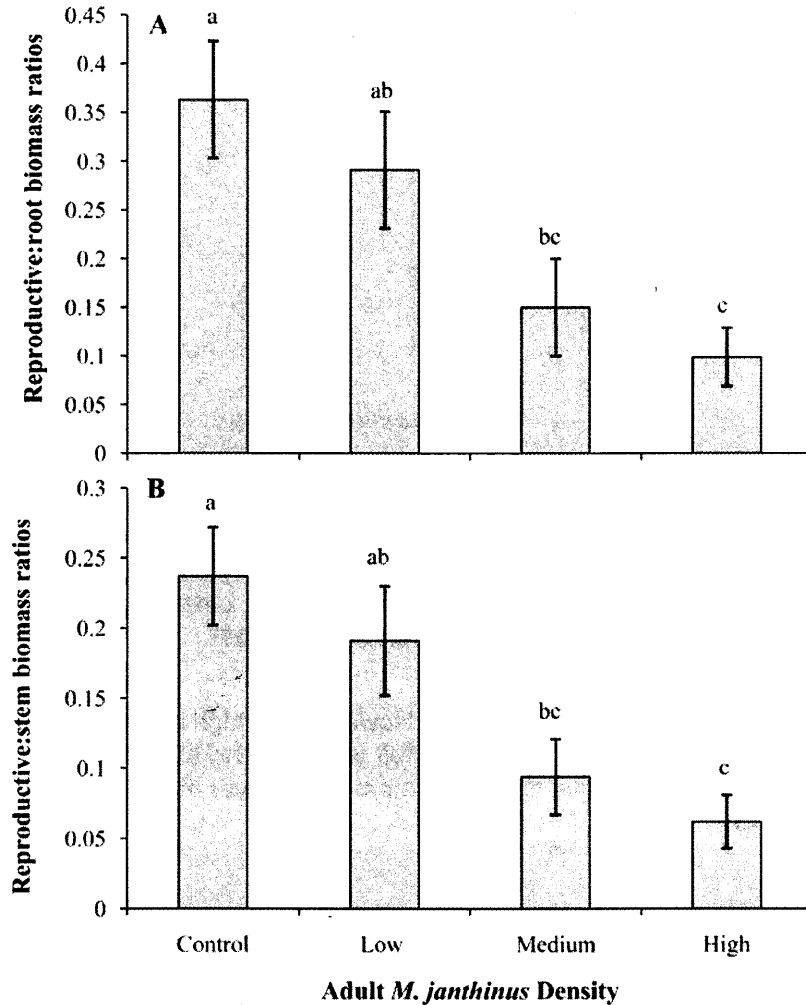 A
Reproductive:root biomass ratios
0.45
0.4
0.35
0.3
0.25
0.2
0.15
0.1
0.05
0
a
ab
bc
c
B
Reproductive:stem biomass ratios
0.3
0.25
0.2
0.15
0.1
0.05
0
a
ab
bc
c
Control Low Medium High
Adult M. janthinus Density